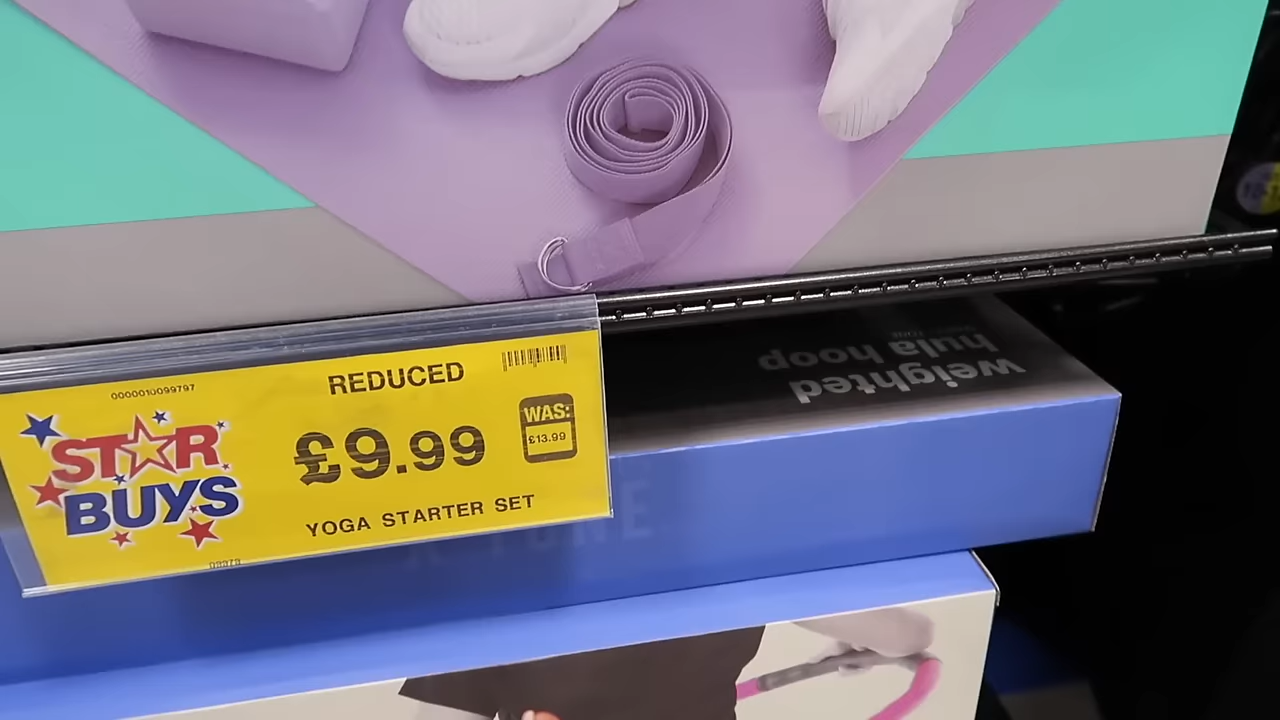 0000010099797
REDUCED
WAS:
£13.99
£9.99
STAR
BUYS
YOGA STARTER SET
weighted
hula hoop